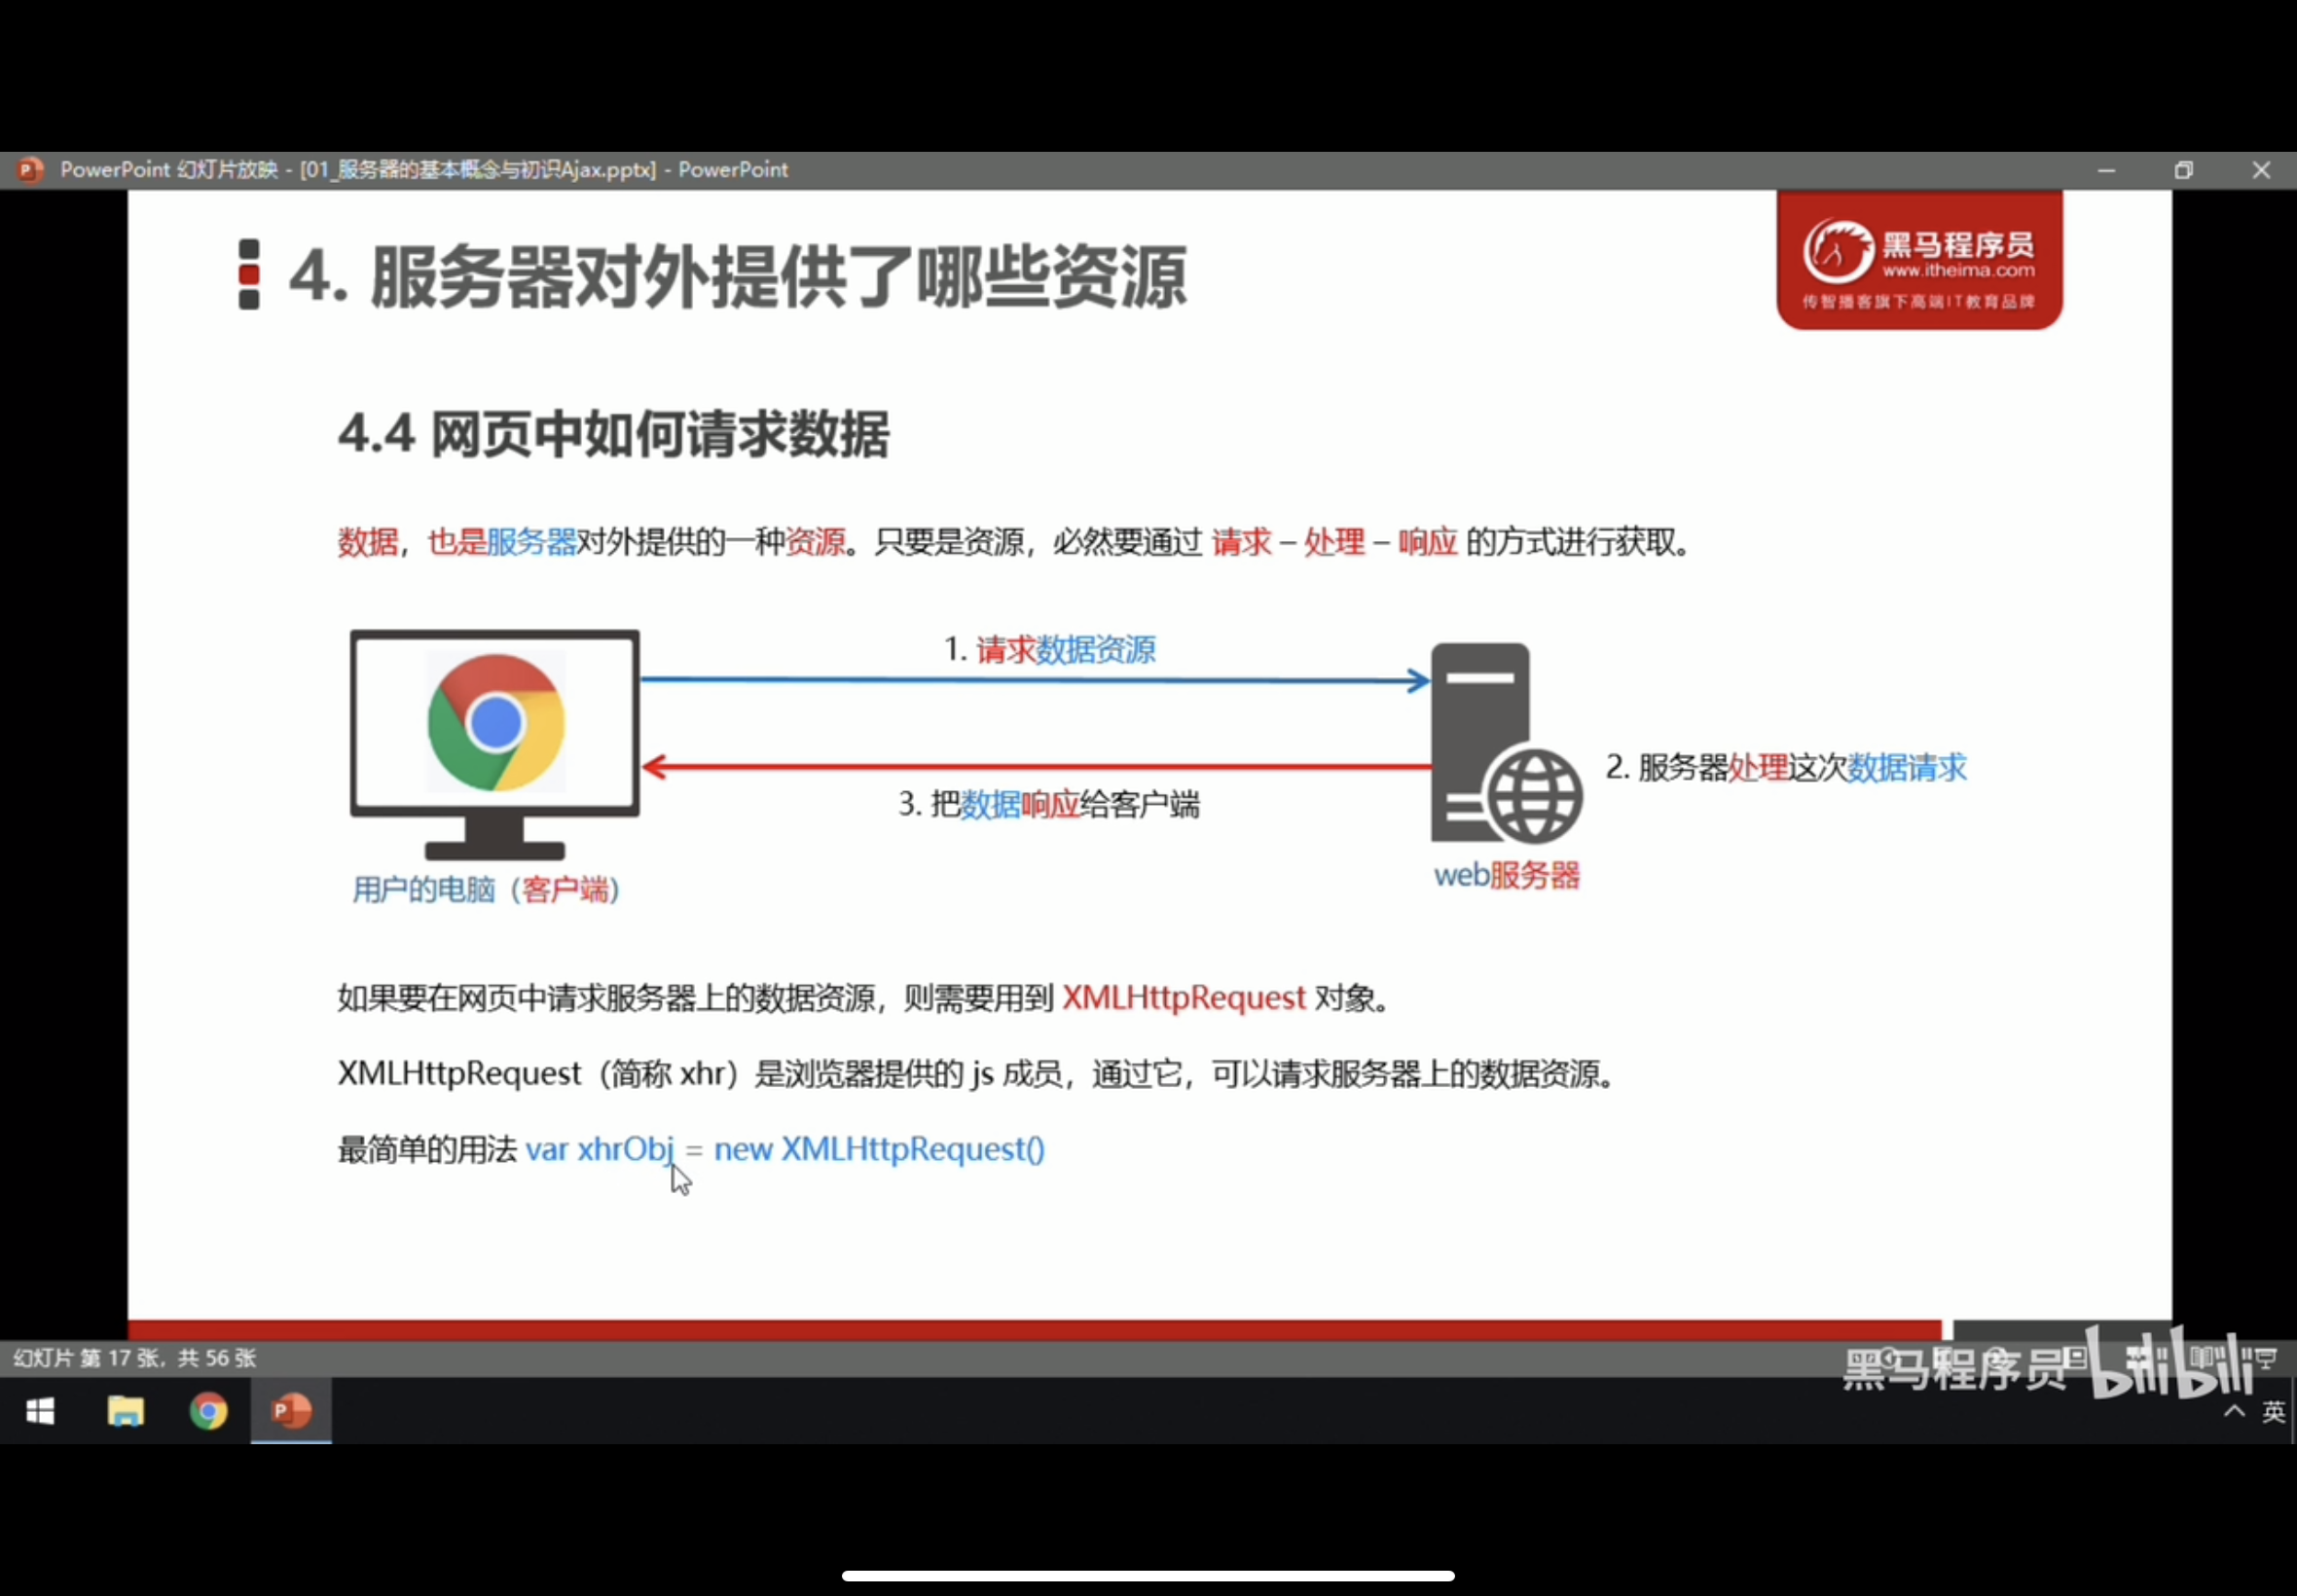 PowerPoint 幻灯片放映 - [01_服务器的基本概念与初识Ajax.pptx] - PowerPoint
4. 服务器对外提供了哪些资源
黑马程序员
www.itheima.com
传智播客旗下高端IT教育品牌
4.4 网页中如何请求数据
数据，也是服务器对外提供的一种资源。只要是资源，必然要通过 请求 – 处理 – 响应 的方式进行获取。
1. 请求数据资源
2. 服务器处理这次数据请求
3. 把数据响应给客户端
用户的电脑（客户端）
web服务器
如果要在网页中请求服务器上的数据资源，则需要用到 XMLHttpRequest 对象。
XMLHttpRequest（简称 xhr）是浏览器提供的 js 成员，通过它，可以请求服务器上的数据资源。
最简单的用法 var xhrObj = new XMLHttpRequest()
幻灯片 第 17 张，共 56 张
黑马程序员 bilibili
英